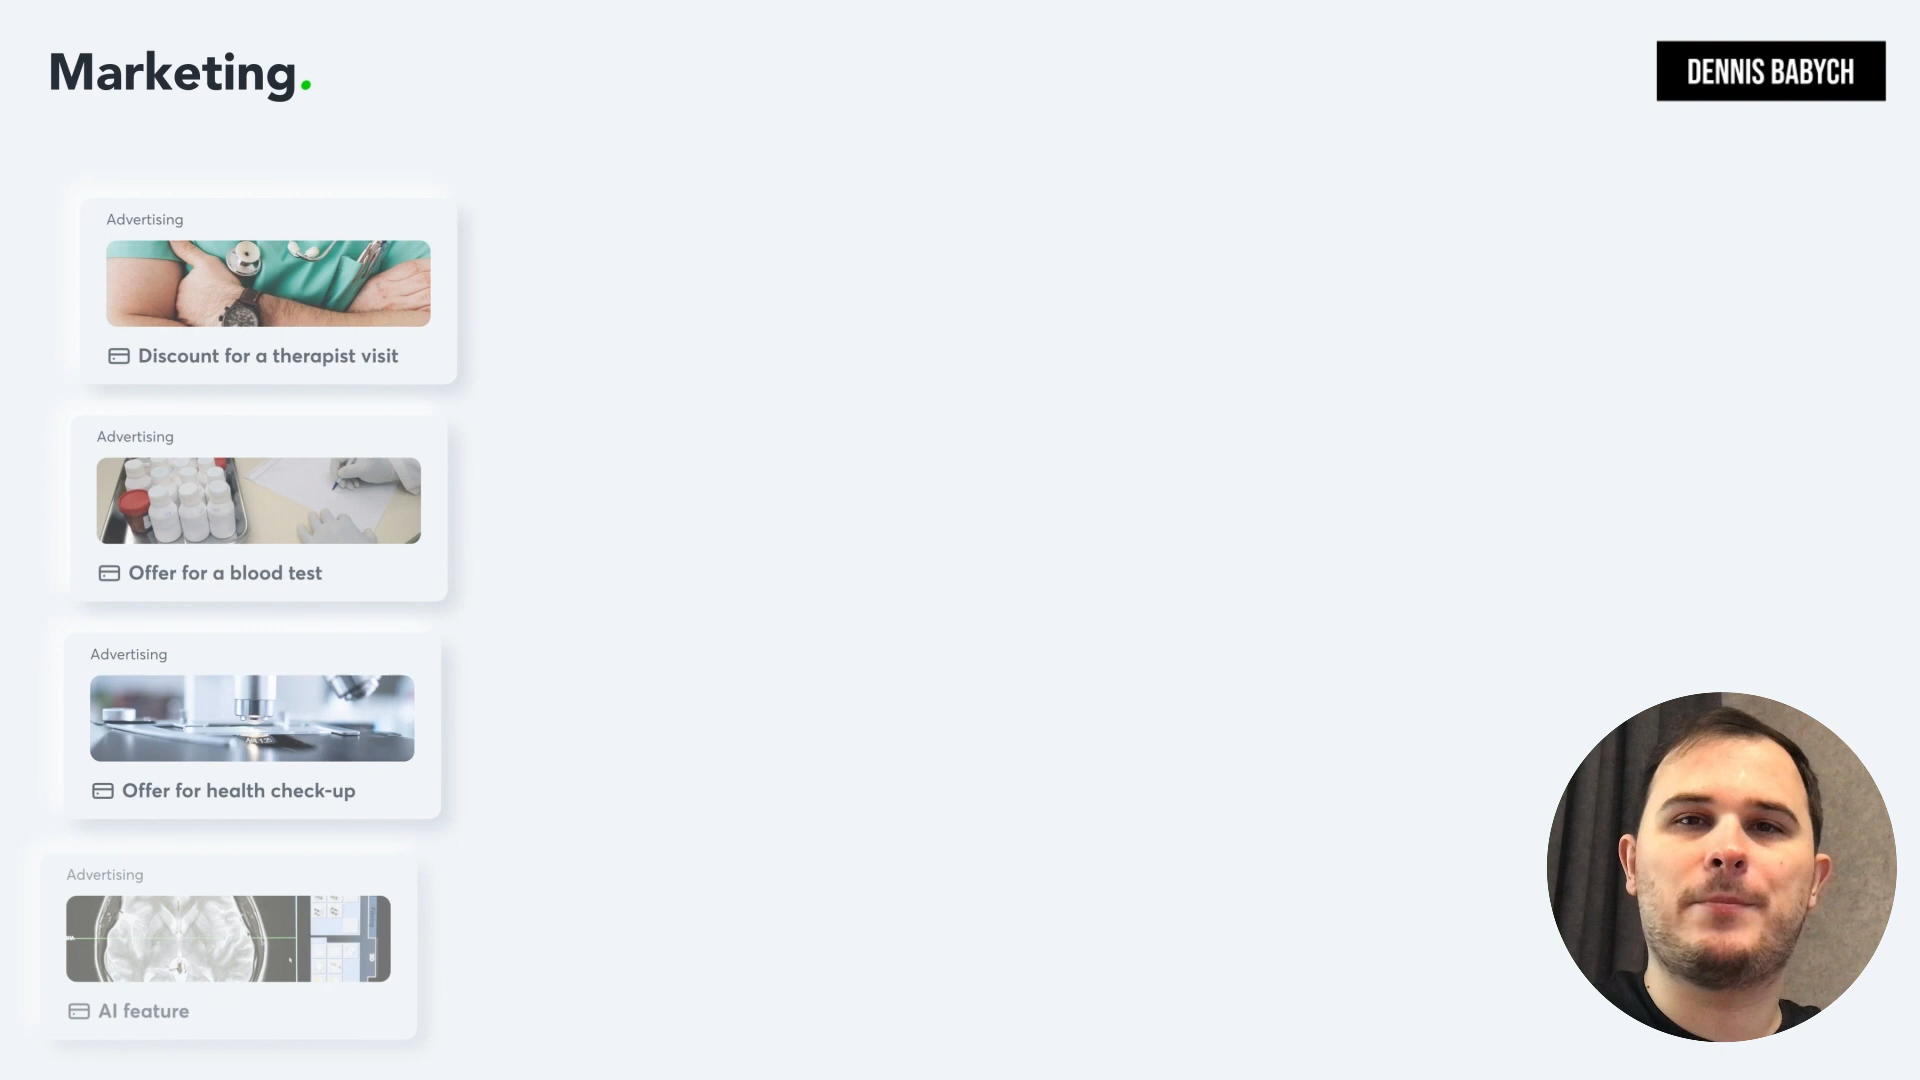 Marketing.
DENNIS BABYCH
Advertising
Discount for a therapist visit
Advertising
Offer for a blood test
Advertising
Offer for health check-up
Advertising
AI feature